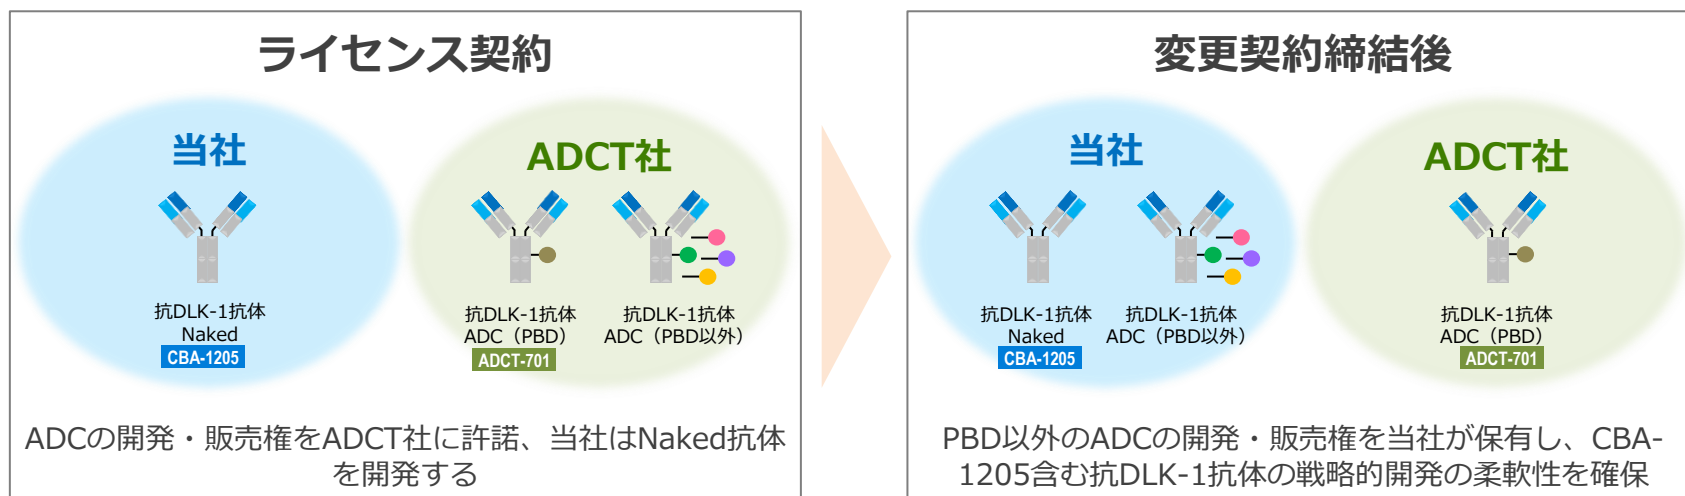 ライセンス契約
当社
抗DLK-1抗体
Naked
CBA-1205
ADCT社
抗DLK-1抗体
ADC（PBD）
ADCT-701
抗DLK-1抗体
ADC（PBD以外）
ADCの開発・販売権をADCT社に許諾、当社はNaked抗体
を開発する
変更契約締結後
当社
抗DLK-1抗体
Naked
CBA-1205
抗DLK-1抗体
ADC（PBD以外）
ADCT社
抗DLK-1抗体
ADC（PBD）
ADCT-701
PBD以外のADCの開発・販売権を当社が保有し、CBA-
1205含む抗DLK-1抗体の戦略的開発の柔軟性を確保